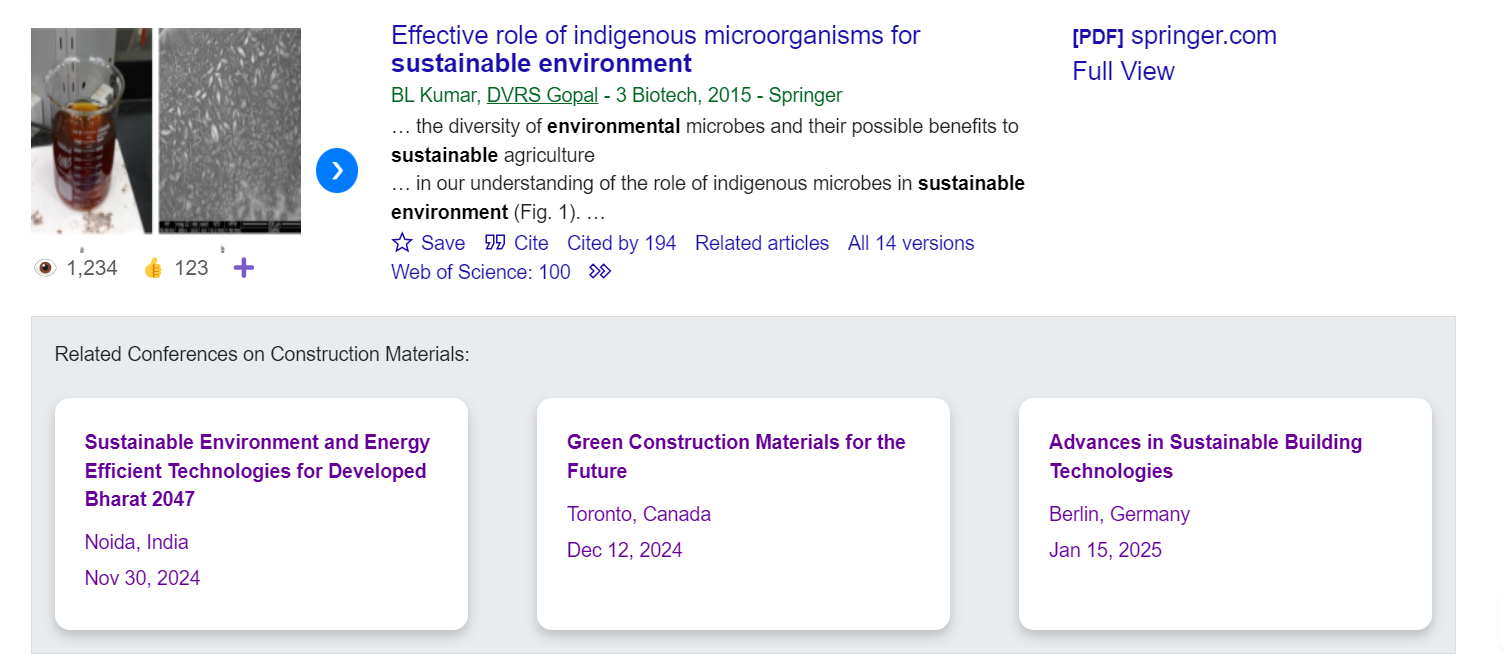 Effective role of indigenous microorganisms for
sustainable environment
BL Kumar, DVRS Gopal - 3 Biotech, 2015 - Springer
… the diversity of environmental microbes and their possible benefits to
sustainable agriculture
… in our understanding of the role of indigenous microbes in sustainable
environment (Fig. 1). …
Save Cite Cited by 194 Related articles All 14 versions
Web of Science: 100
[PDF] springer.com
Full View
a b
1,234 123
Related Conferences on Construction Materials:
Sustainable Environment and Energy
Efficient Technologies for Developed
Bharat 2047
Noida, India
Nov 30, 2024
Green Construction Materials for the
Future
Toronto, Canada
Dec 12, 2024
Advances in Sustainable Building
Technologies
Berlin, Germany
Jan 15, 2025